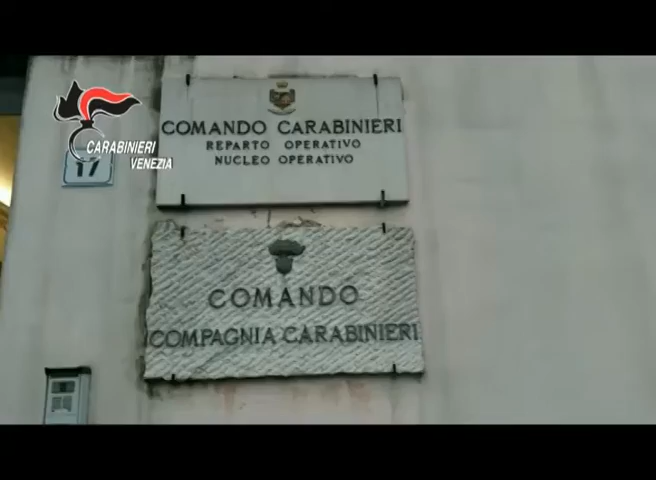 CARABINIERI
VENEZIA
17
COMANDO CARABINIERI
REPARTO OPERATIVO
NUCLEO OPERATIVO
COMANDO
COMPAGNIA CARABINIERI